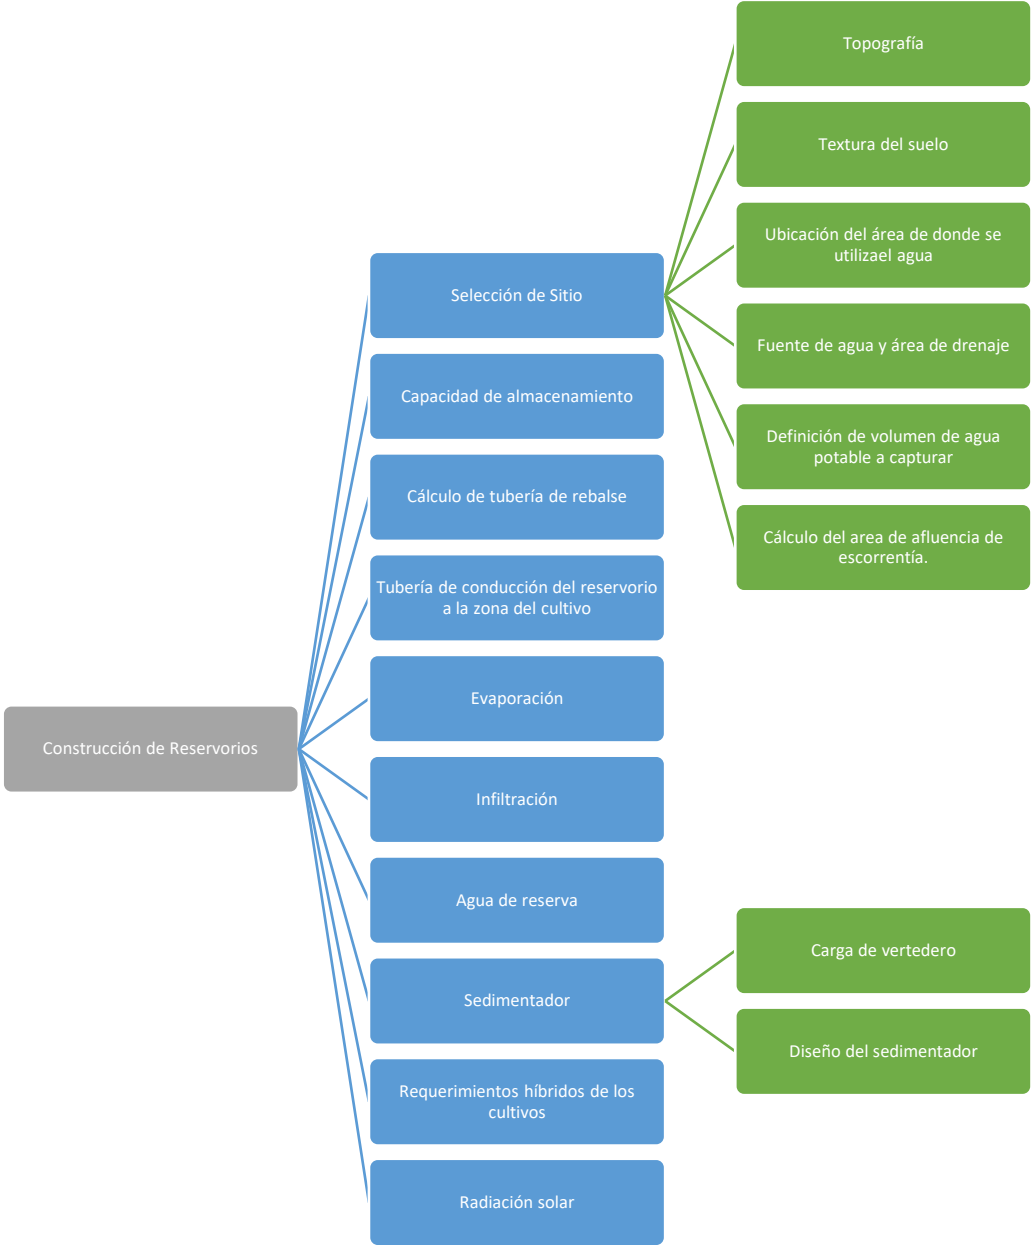 Construcción de Reservorios
Selección de Sitio
Topografía
Textura del suelo
Ubicación del área de donde se
utilizael agua
Fuente de agua y área de drenaje
Definición de volumen de agua
potable a capturar
Cálculo del area de afluencia de
escorrentía.
Capacidad de almacenamiento
Cálculo de tubería de rebalse
Tubería de conducción del reservorio
a la zona del cultivo
Evaporación
Infiltración
Agua de reserva
Sedimentador
Carga de vertedero
Diseño del sedimentador
Requerimientos híbridos de los
cultivos
Radiación solar